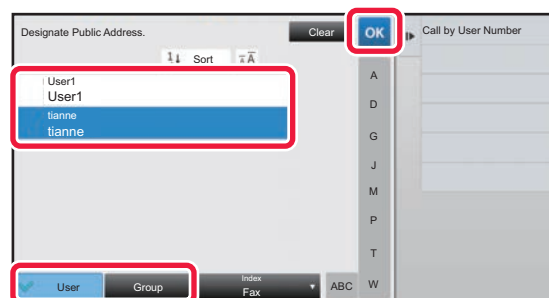 Designate Public Address.
Clear
OK
Call by User Number
Sort
User1
User1
tianne
tianne
A
D
G
J
M
P
T
W
User
Group
Index
Fax
ABC